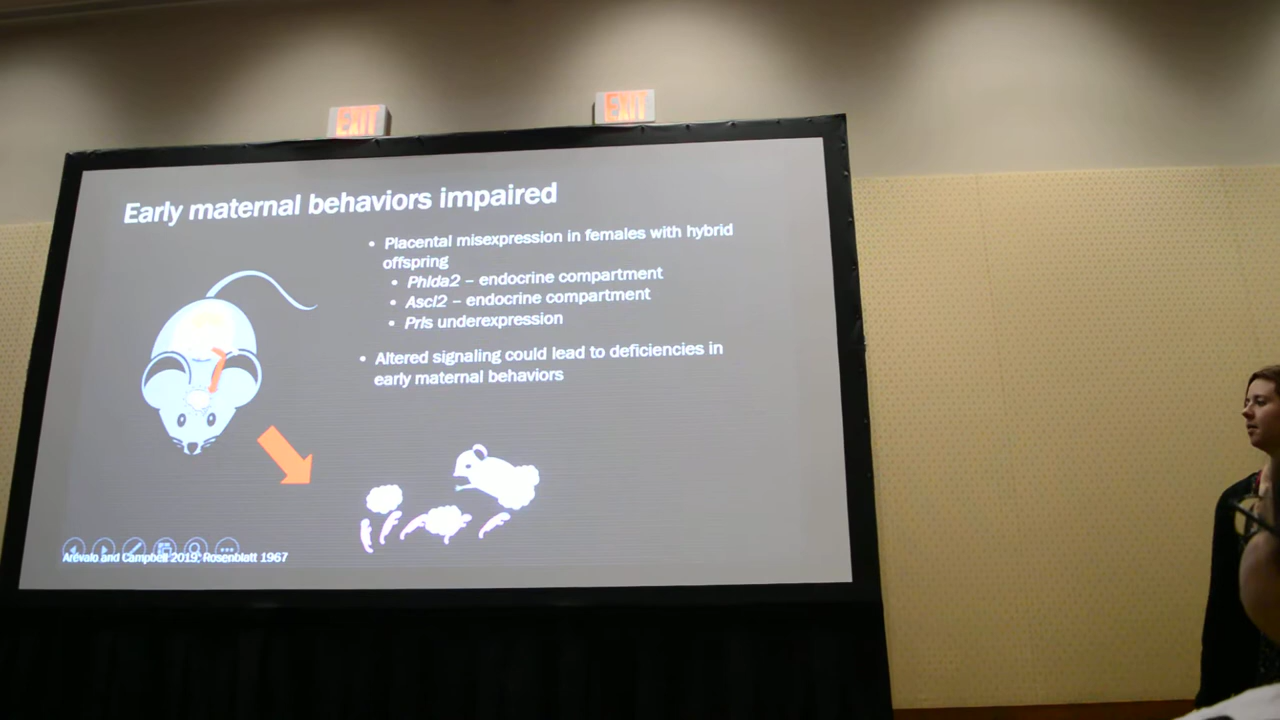 EXIT
EXIT
Early maternal behaviors impaired
• Placental misexpression in females with hybrid
offspring
• Phlda2 – endocrine compartment
• Ascl2 – endocrine compartment
• Prls underexpression
• Altered signaling could lead to deficiencies in
early maternal behaviors
Arévalo and Campbell 2019, Rosenblatt 1967